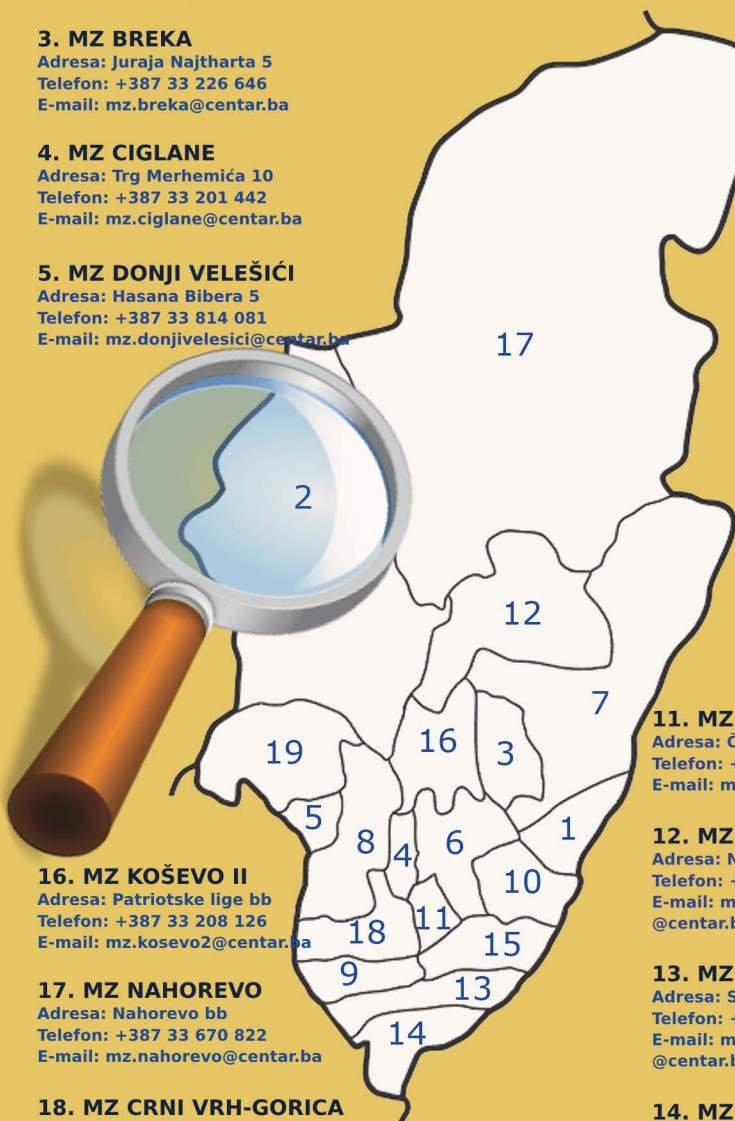 3. MZ BREKA
Adresa: Juraja Najtharta 5
Telefon: +387 33 226 646
E-mail: mz.breka@centar.ba
4. MZ CIGLANE
Adresa: Trg Merhemića 10
Telefon: +387 33 201 442
E-mail: mz.ciglane@centar.ba
5. MZ DONJI VELEŠIĆI
Adresa: Hasana Bibera 5
Telefon: +387 33 814 081
E-mail: mz.donjivelesici@centar.ba
17
2
12
7
16
3
19
5
8
4
6
1
10
11
18
15
9
13
14
16. MZ KOŠEVO II
Adresa: Patriotske lige bb
Telefon: +387 33 208 126
E-mail: mz.kosevo2@centar.ba
17. MZ NAHOREVO
Adresa: Nahorevo bb
Telefon: +387 33 670 822
E-mail: mz.nahorevo@centar.ba
18. MZ CRNI VRH-GORICA
11. MZ
Adresa:
Telefon:
E-mail:
12. MZ
Adresa:
Telefon:
E-mail:
13. MZ
Adresa:
Telefon:
E-mail:
14. MZ